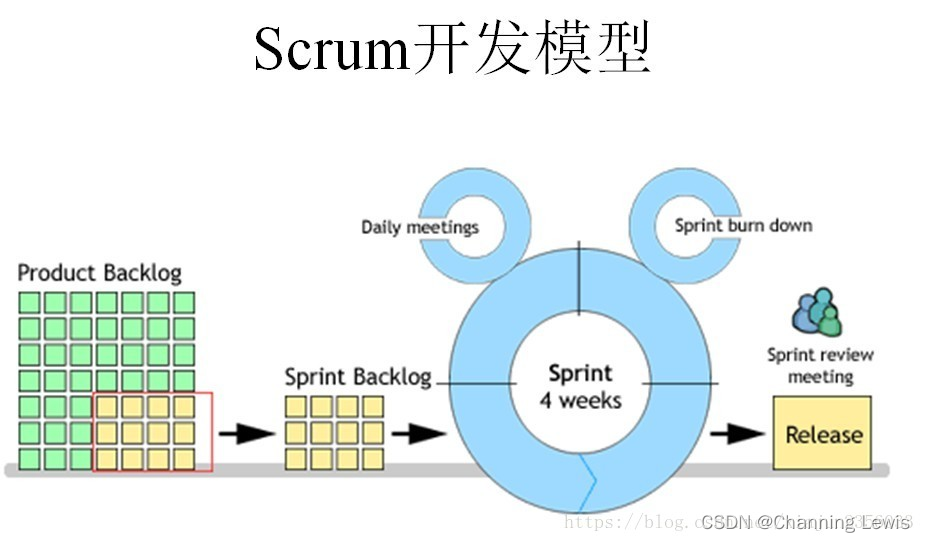 Scrum开发模型
Daily meetings
Sprint burn down
Product Backlog
Sprint review
meeting
Sprint Backlog
Sprint
4 weeks
Release
https://blog.cs
CSDN @Channing Lewis